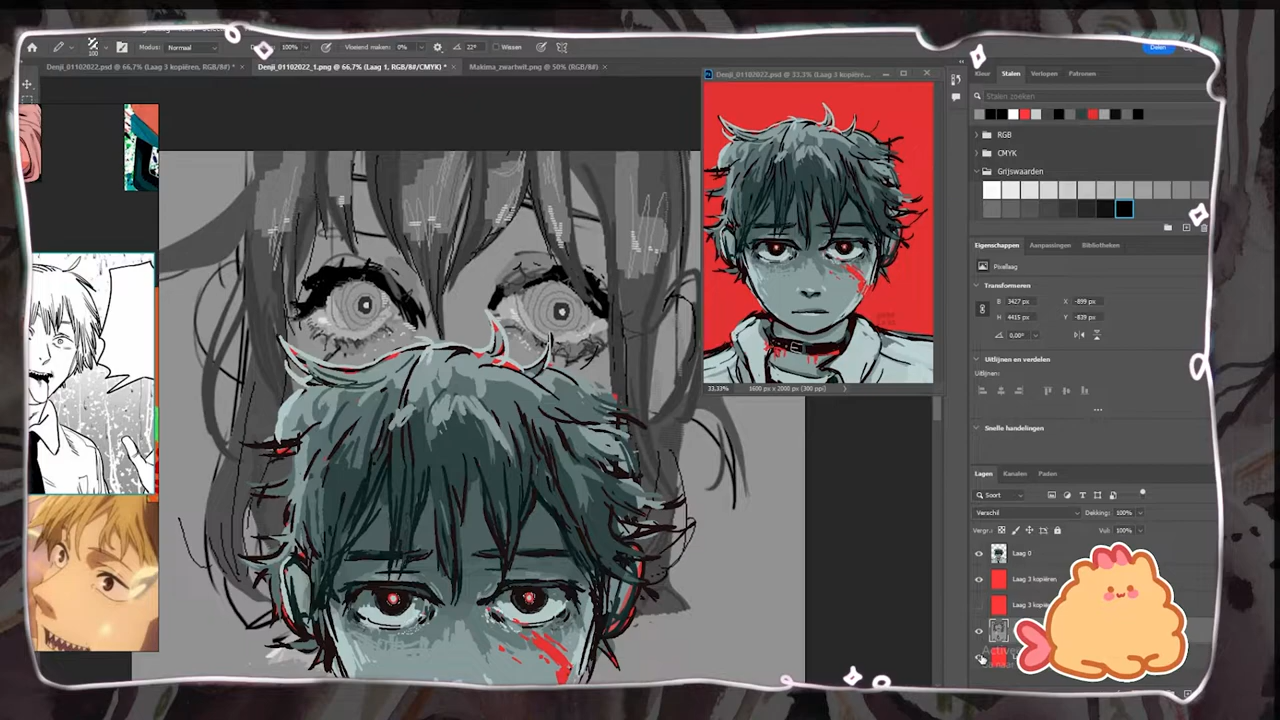 Modus: Normaal 100% Vloeiend maken: 0% 22° Wissen
Delen
100
Denji_01102022.psd @ 66,7% (Laag 3 kopiëren, RGB/8#) *
Denji_01102022_1.png @ 66,7% (Laag 1, RGB/8#/CMYK) *
Makima_zwartwit.png @ 50% (RGB/8#)
Denji_01102022.psd @ 33,3% (Laag 3 kopiëre...
33,33% 1600 px x 2000 px (300 ppi)
Kleur Stalen Verlopen Patronen
Stalen zoeken
RGB
CMYK
Grijswaarden
Eigenschappen Aanpassingen Bibliotheken
Pixellaag
Transformeren
B 3427 px X -899 px
H 4415 px Y -839 px
0,00°
Uitlijnen en verdelen
Uitlijnen:
Snelle handelingen
Lagen Kanalen Paden
Soort
Verschil Dekking: 100%
Vergr.: Vul: 100%
Laag 0
Laag 3 kopiëren
Laag 3 kopië